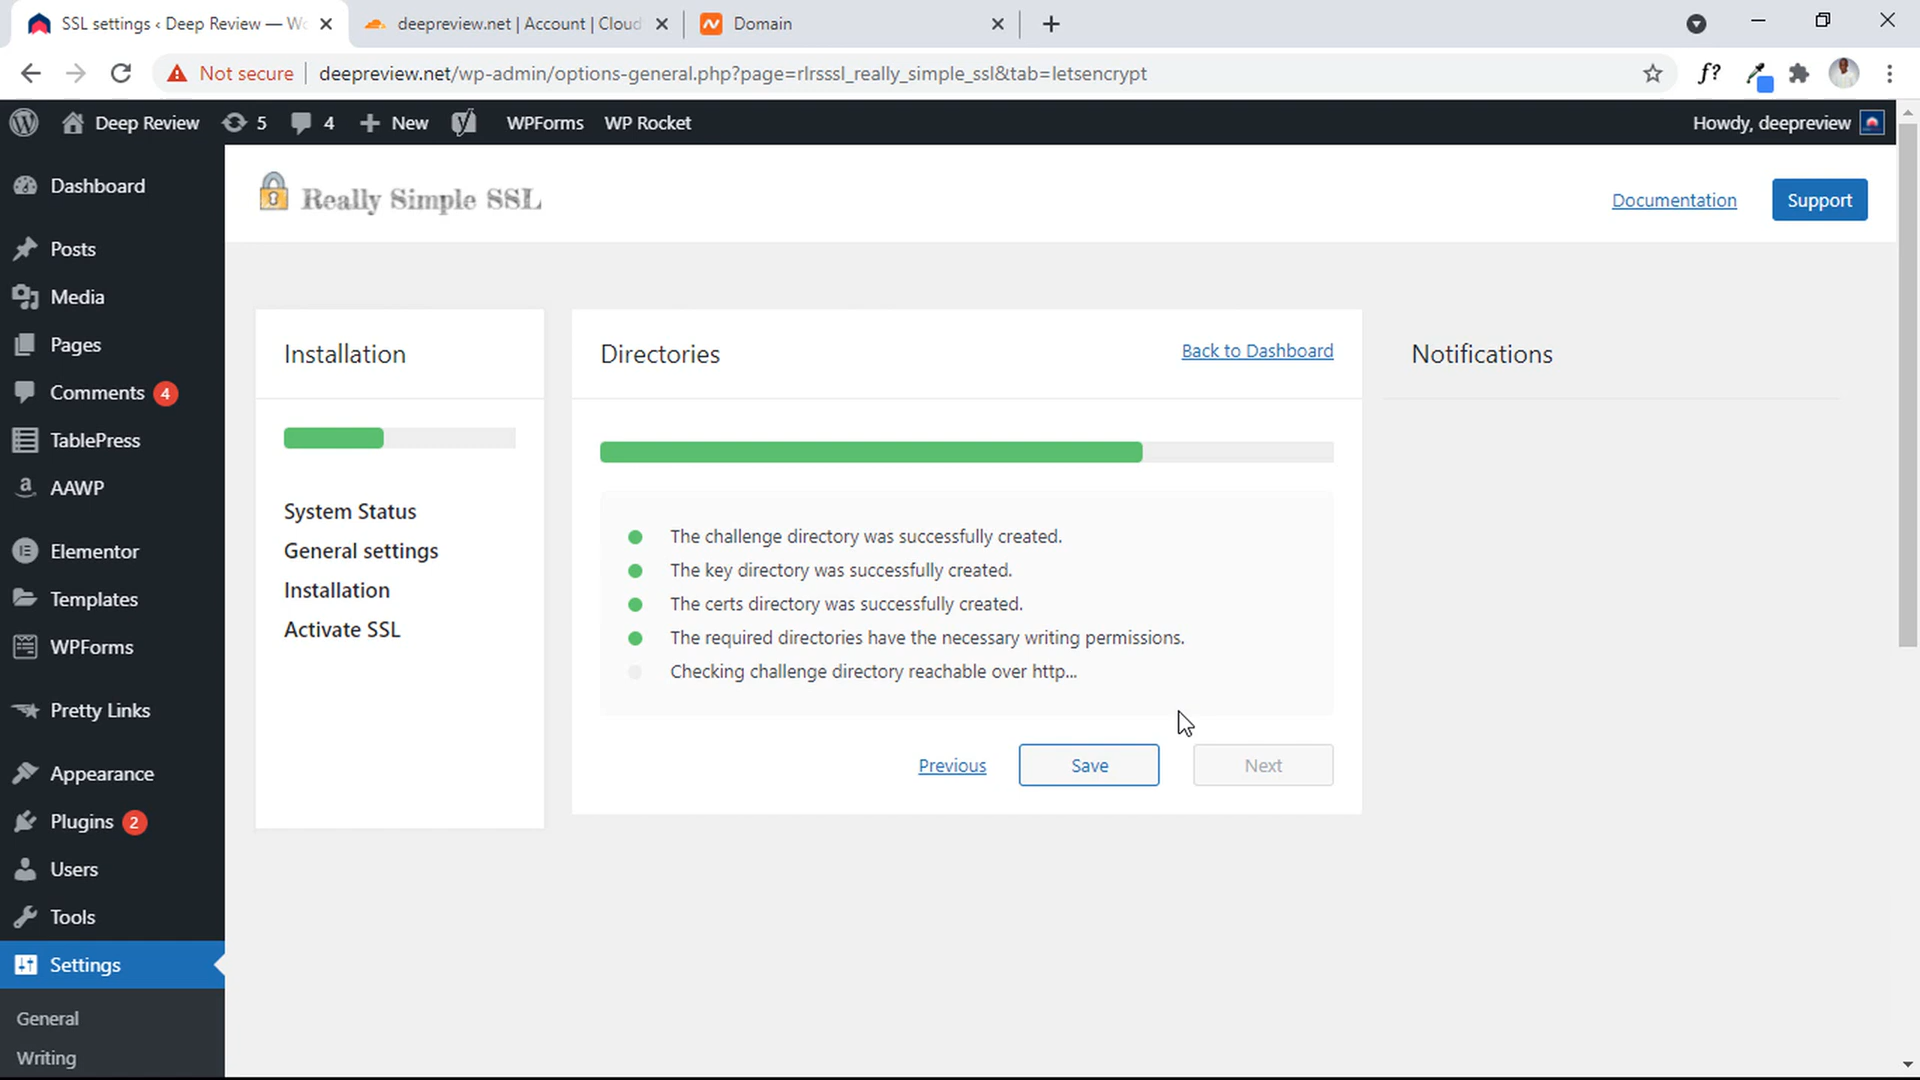 SSL settings ‹ Deep Review — Wo
deepreview.net | Account | Cloud
Domain
Not secure
deepreview.net/wp-admin/options-general.php?page=rlrsssl_really_simple_ssl&tab=letsencrypt
f?
Deep Review
5
4
New
WPForms
WP Rocket
Howdy, deepreview
Dashboard
Posts
Media
Pages
Comments 4
TablePress
AAWP
Elementor
Templates
WPForms
Pretty Links
Appearance
Plugins 2
Users
Tools
Settings
General
Writing
Really Simple SSL
Documentation
Support
Installation
System Status
General settings
Installation
Activate SSL
Directories
Back to Dashboard
The challenge directory was successfully created.
The key directory was successfully created.
The certs directory was successfully created.
The required directories have the necessary writing permissions.
Checking challenge directory reachable over http...
Previous
Save
Next
Notifications